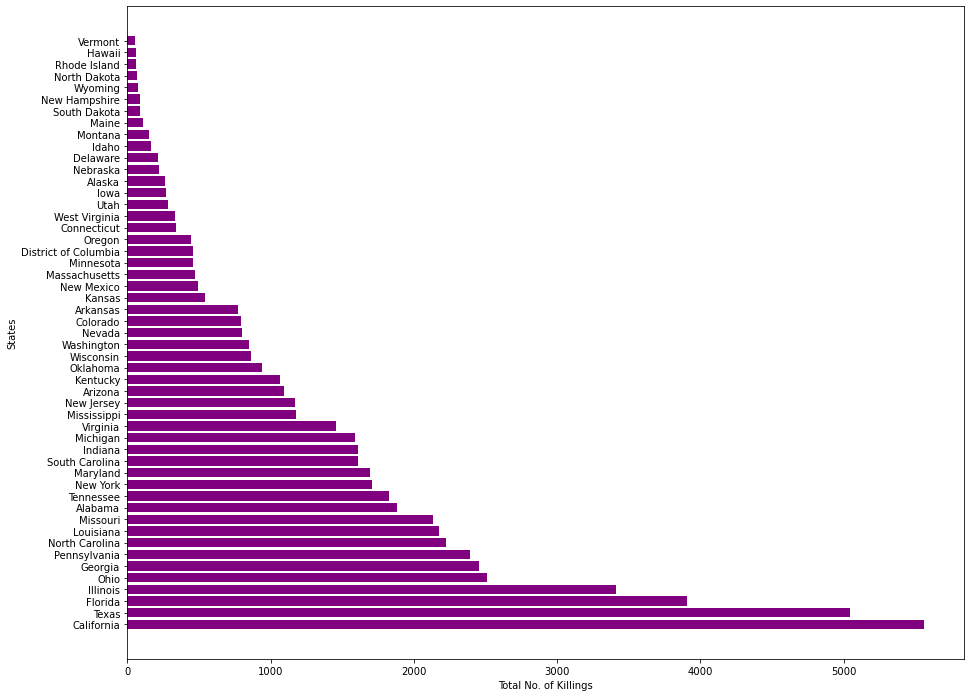 Vermont
Hawaii
Rhode Island
North Dakota
Wyoming
New Hampshire
South Dakota
Maine
Montana
Idaho
Delaware
Nebraska
Alaska
Iowa
Utah
West Virginia
Connecticut
Oregon
District of Columbia
Minnesota
Massachusetts
New Mexico
Kansas
Arkansas
Colorado
Nevada
Washington
Wisconsin
Oklahoma
Kentucky
Arizona
New Jersey
Mississippi
Virginia
Michigan
Indiana
South Carolina
Maryland
New York
Tennessee
Alabama
Missouri
Louisiana
North Carolina
Pennsylvania
Georgia
Ohio
Illinois
Florida
Texas
California
States
0 1000 2000 3000 4000 5000
Total No. of Killings